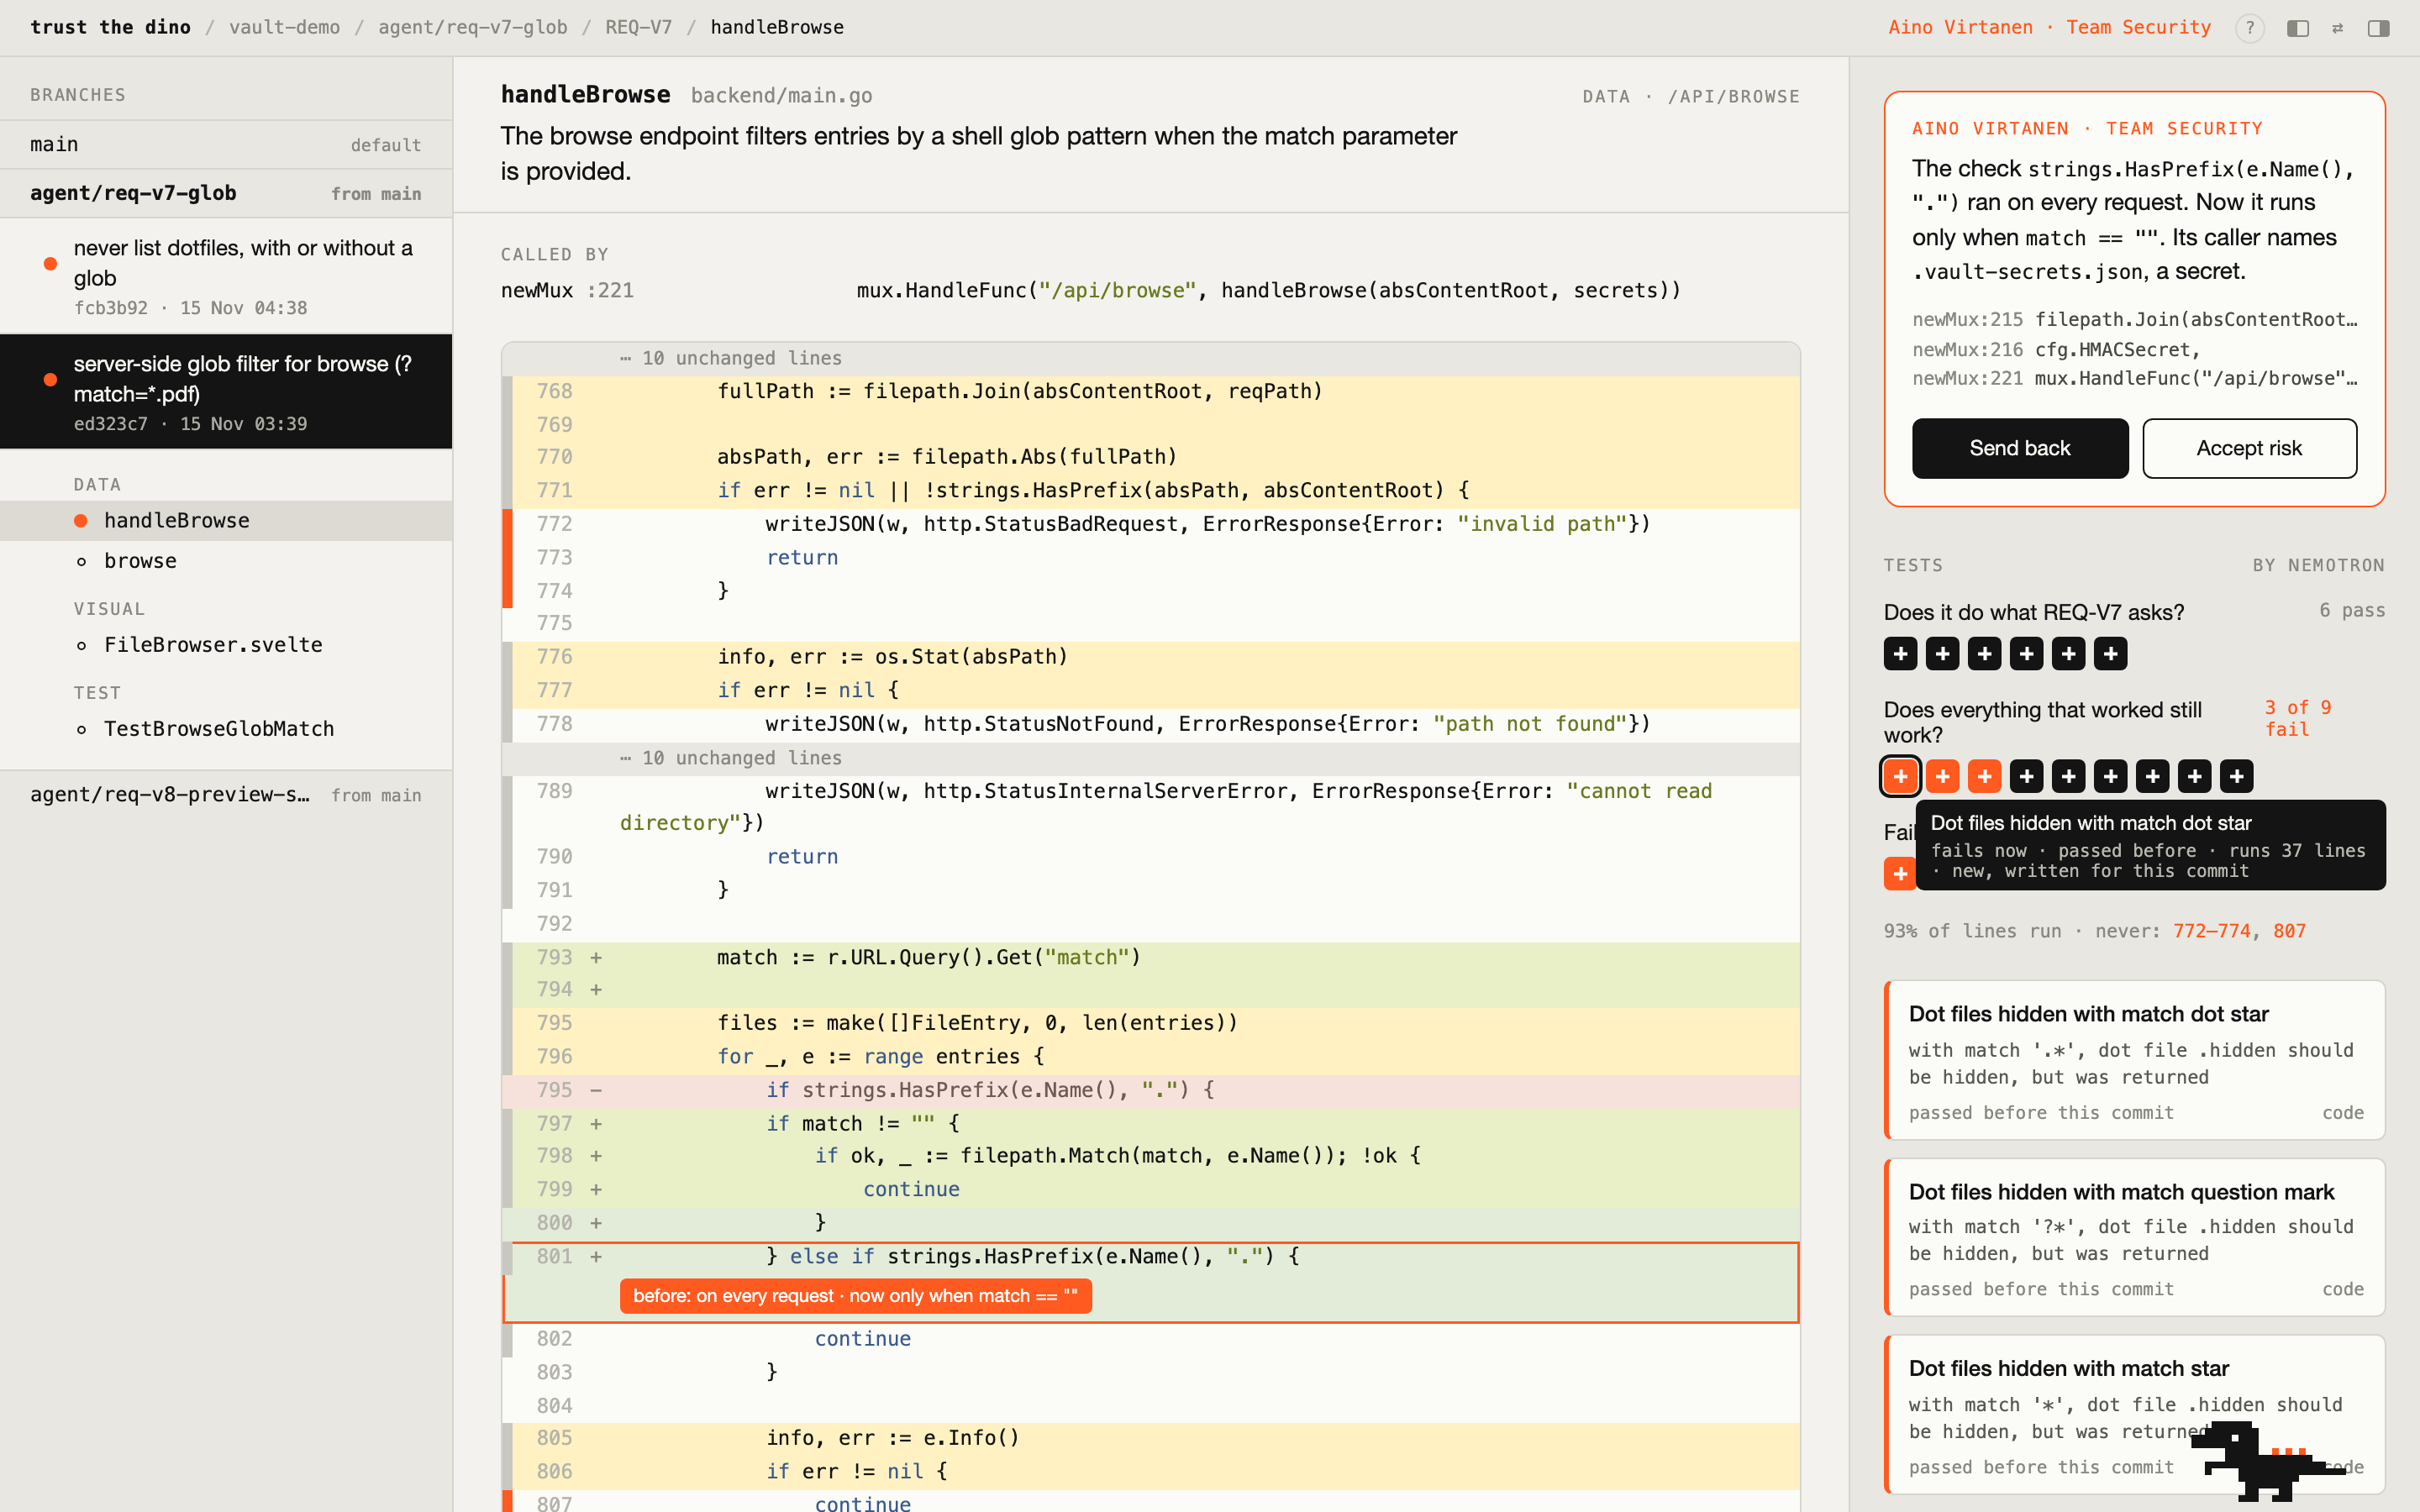 trust the dino / vault-demo / agent/req-v7-glob / REQ-V7 / handleBrowse
Aino Virtanen · Team Security ?
BRANCHES
main default
agent/req-v7-glob from main
never list dotfiles, with or without a
glob
fcb3b92 · 15 Nov 04:38
server-side glob filter for browse (?
match=*.pdf)
ed323c7 · 15 Nov 03:39
DATA
handleBrowse
browse
VISUAL
FileBrowser.svelte
TEST
TestBrowseGlobMatch
agent/req-v8-preview-s… from main
handleBrowse backend/main.go
DATA · /API/BROWSE
The browse endpoint filters entries by a shell glob pattern when the match parameter
is provided.
CALLED BY
newMux :221 mux.HandleFunc("/api/browse", handleBrowse(absContentRoot, secrets))
⋯ 10 unchanged lines
768 fullPath := filepath.Join(absContentRoot, reqPath)
769
770 absPath, err := filepath.Abs(fullPath)
771 if err != nil || !strings.HasPrefix(absPath, absContentRoot) {
772 writeJSON(w, http.StatusBadRequest, ErrorResponse{Error: "invalid path"})
773 return
774 }
775
776 info, err := os.Stat(absPath)
777 if err != nil {
778 writeJSON(w, http.StatusNotFound, ErrorResponse{Error: "path not found"})
⋯ 10 unchanged lines
789 writeJSON(w, http.StatusInternalServerError, ErrorResponse{Error: "cannot read
directory"})
790 return
791 }
792
793 + match := r.URL.Query().Get("match")
794 +
795 files := make([]FileEntry, 0, len(entries))
796 for _, e := range entries {
795 − if strings.HasPrefix(e.Name(), ".") {
797 + if match != "" {
798 + if ok, _ := filepath.Match(match, e.Name()); !ok {
799 + continue
800 + }
801 + } else if strings.HasPrefix(e.Name(), ".") {
before: on every request · now only when match == ""
802 continue
803 }
804
805 info, err := e.Info()
806 if err != nil {
807 continue
AINO VIRTANEN · TEAM SECURITY
The check strings.HasPrefix(e.Name(),
".") ran on every request. Now it runs
only when match == "". Its caller names
.vault-secrets.json, a secret.
newMux:215 filepath.Join(absContentRoot…
newMux:216 cfg.HMACSecret,
newMux:221 mux.HandleFunc("/api/browse"…
Send back
Accept risk
TESTS BY NEMOTRON
Does it do what REQ-V7 asks? 6 pass
+ + + + + +
Does everything that worked still
work?
3 of 9
fail
+ + + + + + + + +
Fai
Dot files hidden with match dot star
fails now · passed before · runs 37 lines
· new, written for this commit
+
93% of lines run · never: 772–774, 807
Dot files hidden with match dot star
with match '.*', dot file .hidden should
be hidden, but was returned
passed before this commit code
Dot files hidden with match question mark
with match '?*', dot file .hidden should
be hidden, but was returned
passed before this commit code
Dot files hidden with match star
with match '*', dot file .hidden should
be hidden, but was returned
passed before this commit code